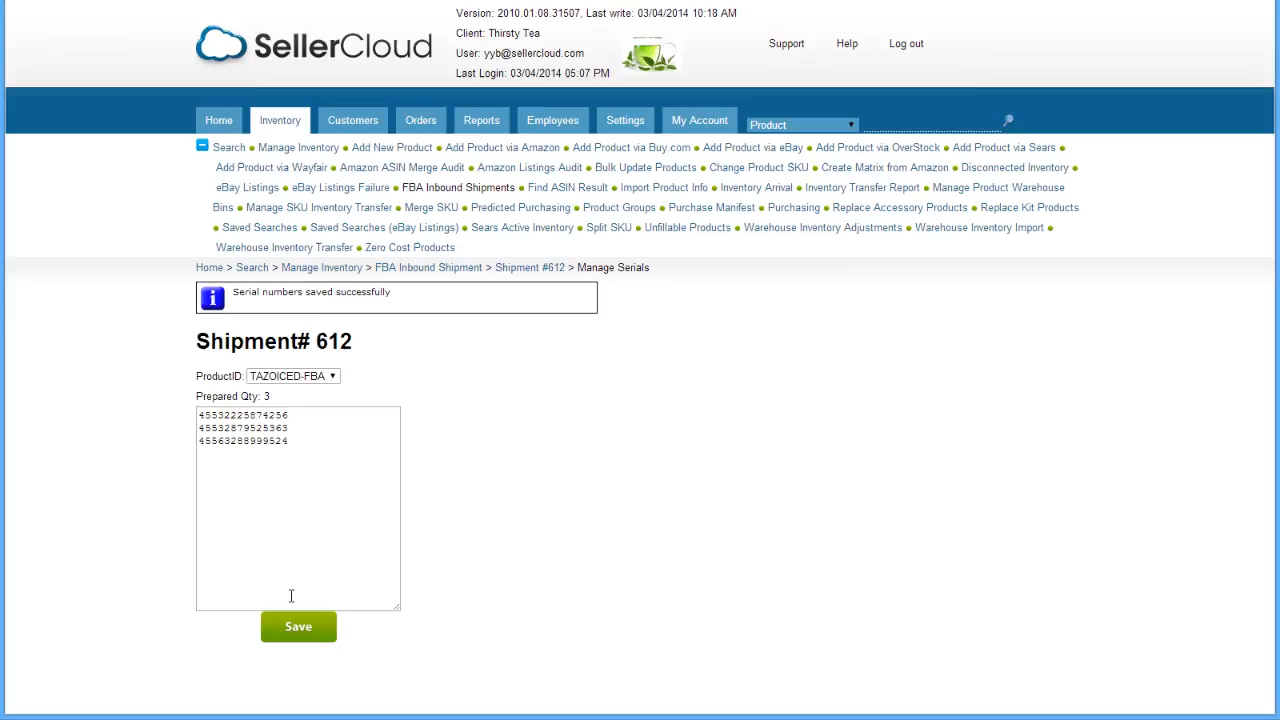 Version: 2010.01.08.31507, Last write: 03/04/2014 10:18 AM
Client: Thirsty Tea
User: yyb@sellercloud.com
Last Login: 03/04/2014 05:07 PM
SellerCloud
Support Help Log out
Home Inventory Customers Orders Reports Employees Settings My Account Product
Search Manage Inventory Add New Product Add Product via Amazon Add Product via Buy.com Add Product via eBay Add Product via OverStock Add Product via Sears
Add Product via Wayfair Amazon ASIN Merge Audit Amazon Listings Audit Bulk Update Products Change Product SKU Create Matrix from Amazon Disconnected Inventory
eBay Listings eBay Listings Failure FBA Inbound Shipments Find ASIN Result Import Product Info Inventory Arrival Inventory Transfer Report Manage Product Warehouse
Bins Manage SKU Inventory Transfer Merge SKU Predicted Purchasing Product Groups Purchase Manifest Purchasing Replace Accessory Products Replace Kit Products
Saved Searches Saved Searches (eBay Listings) Sears Active Inventory Split SKU Unfillable Products Warehouse Inventory Adjustments Warehouse Inventory Import
Warehouse Inventory Transfer Zero Cost Products
Home > Search > Manage Inventory > FBA Inbound Shipment > Shipment #612 > Manage Serials
Serial numbers saved successfully
Shipment# 612
ProductID: TAZOICED-FBA
Prepared Qty: 3
45532225874256
45532879525363
45563288999524
Save